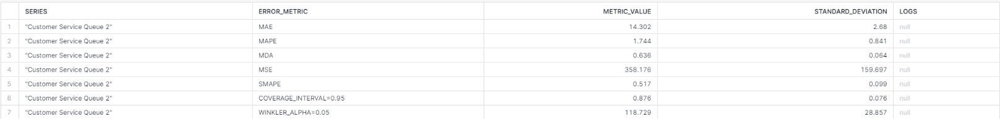 SERIES ERROR_METRIC METRIC_VALUE STANDARD_DEVIATION LOGS
1 "Customer Service Queue 2" MAE 14.302 2.68 null
2 "Customer Service Queue 2" MAPE 1.744 0.841 null
3 "Customer Service Queue 2" MDA 0.636 0.064 null
4 "Customer Service Queue 2" MSE 358.176 159.697 null
5 "Customer Service Queue 2" SMAPE 0.517 0.099 null
6 "Customer Service Queue 2" COVERAGE_INTERVAL=0.95 0.876 0.076 null
7 "Customer Service Queue 2" WINKLER_ALPHA=0.05 118.729 28.857 null